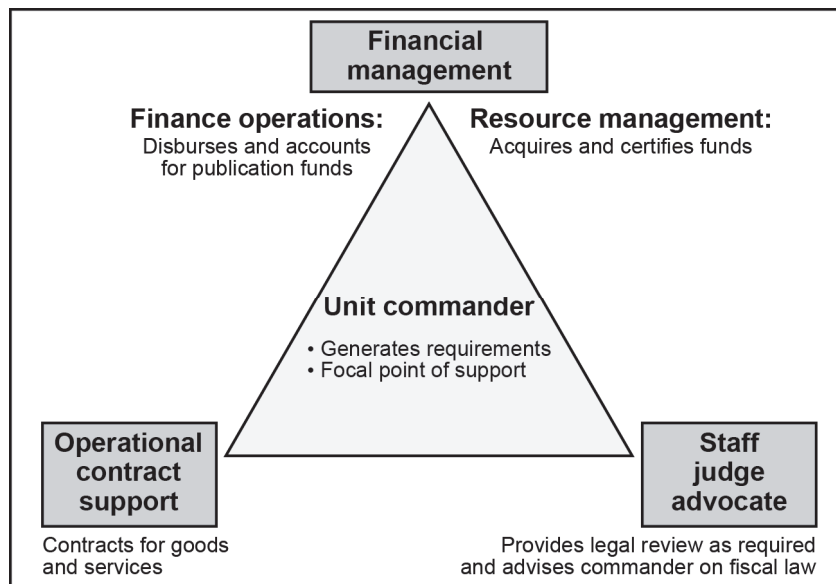 Financial
management
Finance operations:
Disburses and accounts
for publication funds
Resource management:
Acquires and certifies funds
Unit commander
• Generates requirements
• Focal point of support
Operational
contract
support
Contracts for goods
and services
Staff
judge
advocate
Provides legal review as required
and advises commander on fiscal law